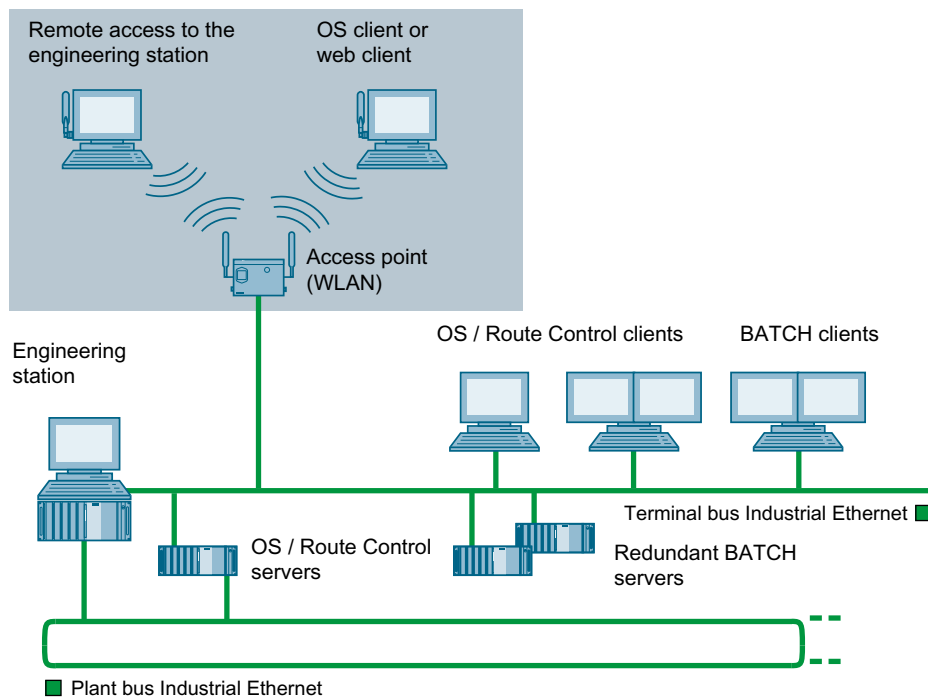 Remote access to the
engineering station
OS client or
web client
Access point
(WLAN)
Engineering
station
OS / Route Control clients
BATCH clients
Terminal bus Industrial Ethernet
OS / Route Control
servers
Redundant BATCH
servers
Plant bus Industrial Ethernet